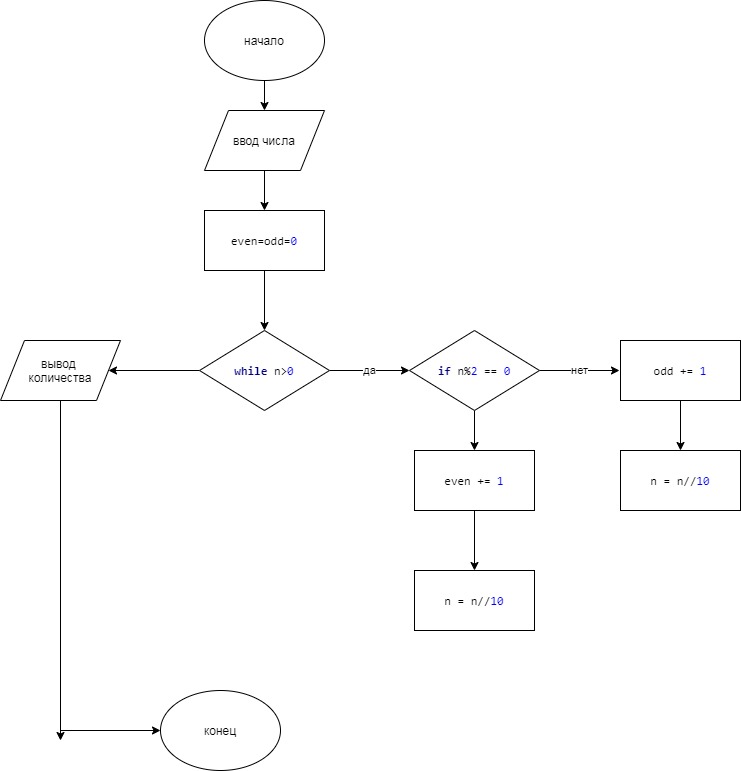 начало
ввод числа
even=odd=0
вывод
количества
while n>0
да
if n%2 == 0
нет
odd += 1
even += 1
n = n//10
n = n//10
конец